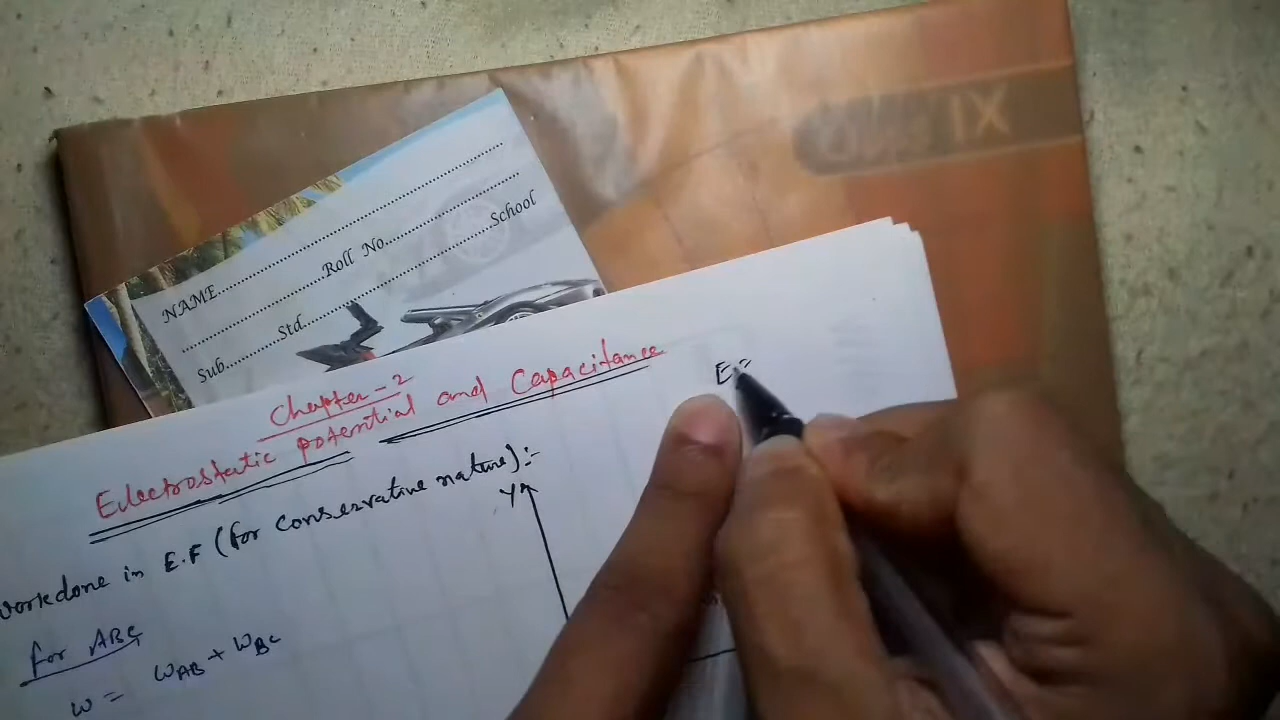 IX
NAME
Roll No
Sub Std School
Chapter-2
Electrostatic potential and Capacitance
workdone in E.F (for conservative nature):-
Y
E=
for ABC
W = WAB + WBC